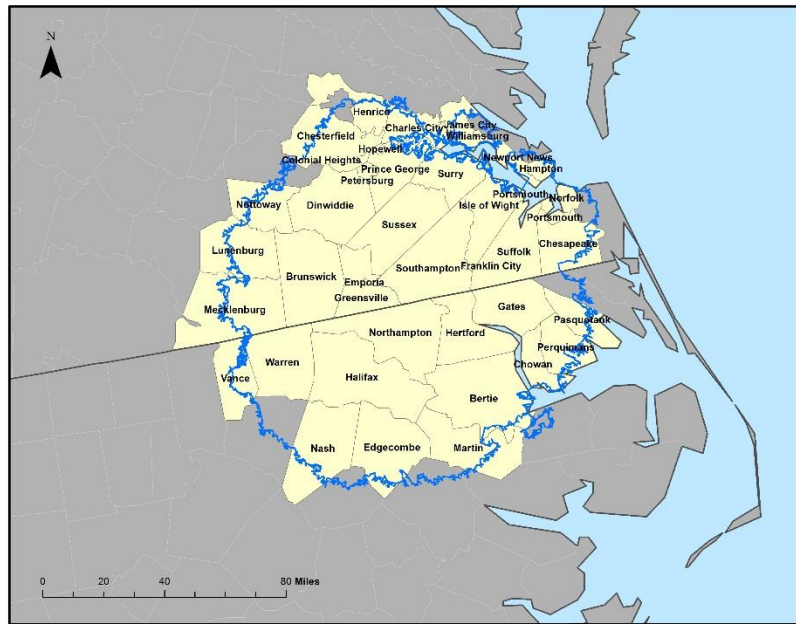 N
Henrico
Charles City
James City
Williamsburg
Chesterfield
Hopewell
Colonial Heights
Newport News
Hampton
Prince George
Surry
Petersburg
Portsmouth
Norfolk
Nottoway
Dinwiddie
Isle of Wight
Portsmouth
Sussex
Chesapeake
Lunenburg
Suffolk
Southampton
Franklin City
Brunswick
Emporia
Greensville
Mecklenburg
Gates
Pasquotank
Northampton
Hertford
Perquimans
Warren
Chowan
Vance
Halifax
Bertie
Nash
Edgecombe
Martin
0 20 40 80 Miles